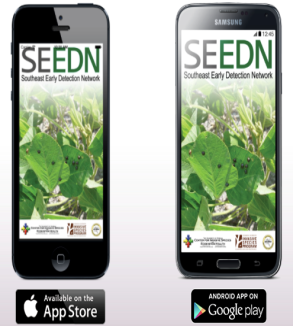 SEEDN
Southeast Early Detection Network
SAMSUNG
12:45
SEEDN
Southeast Early Detection Network
Available on the
App Store
ANDROID APP ON
Google play